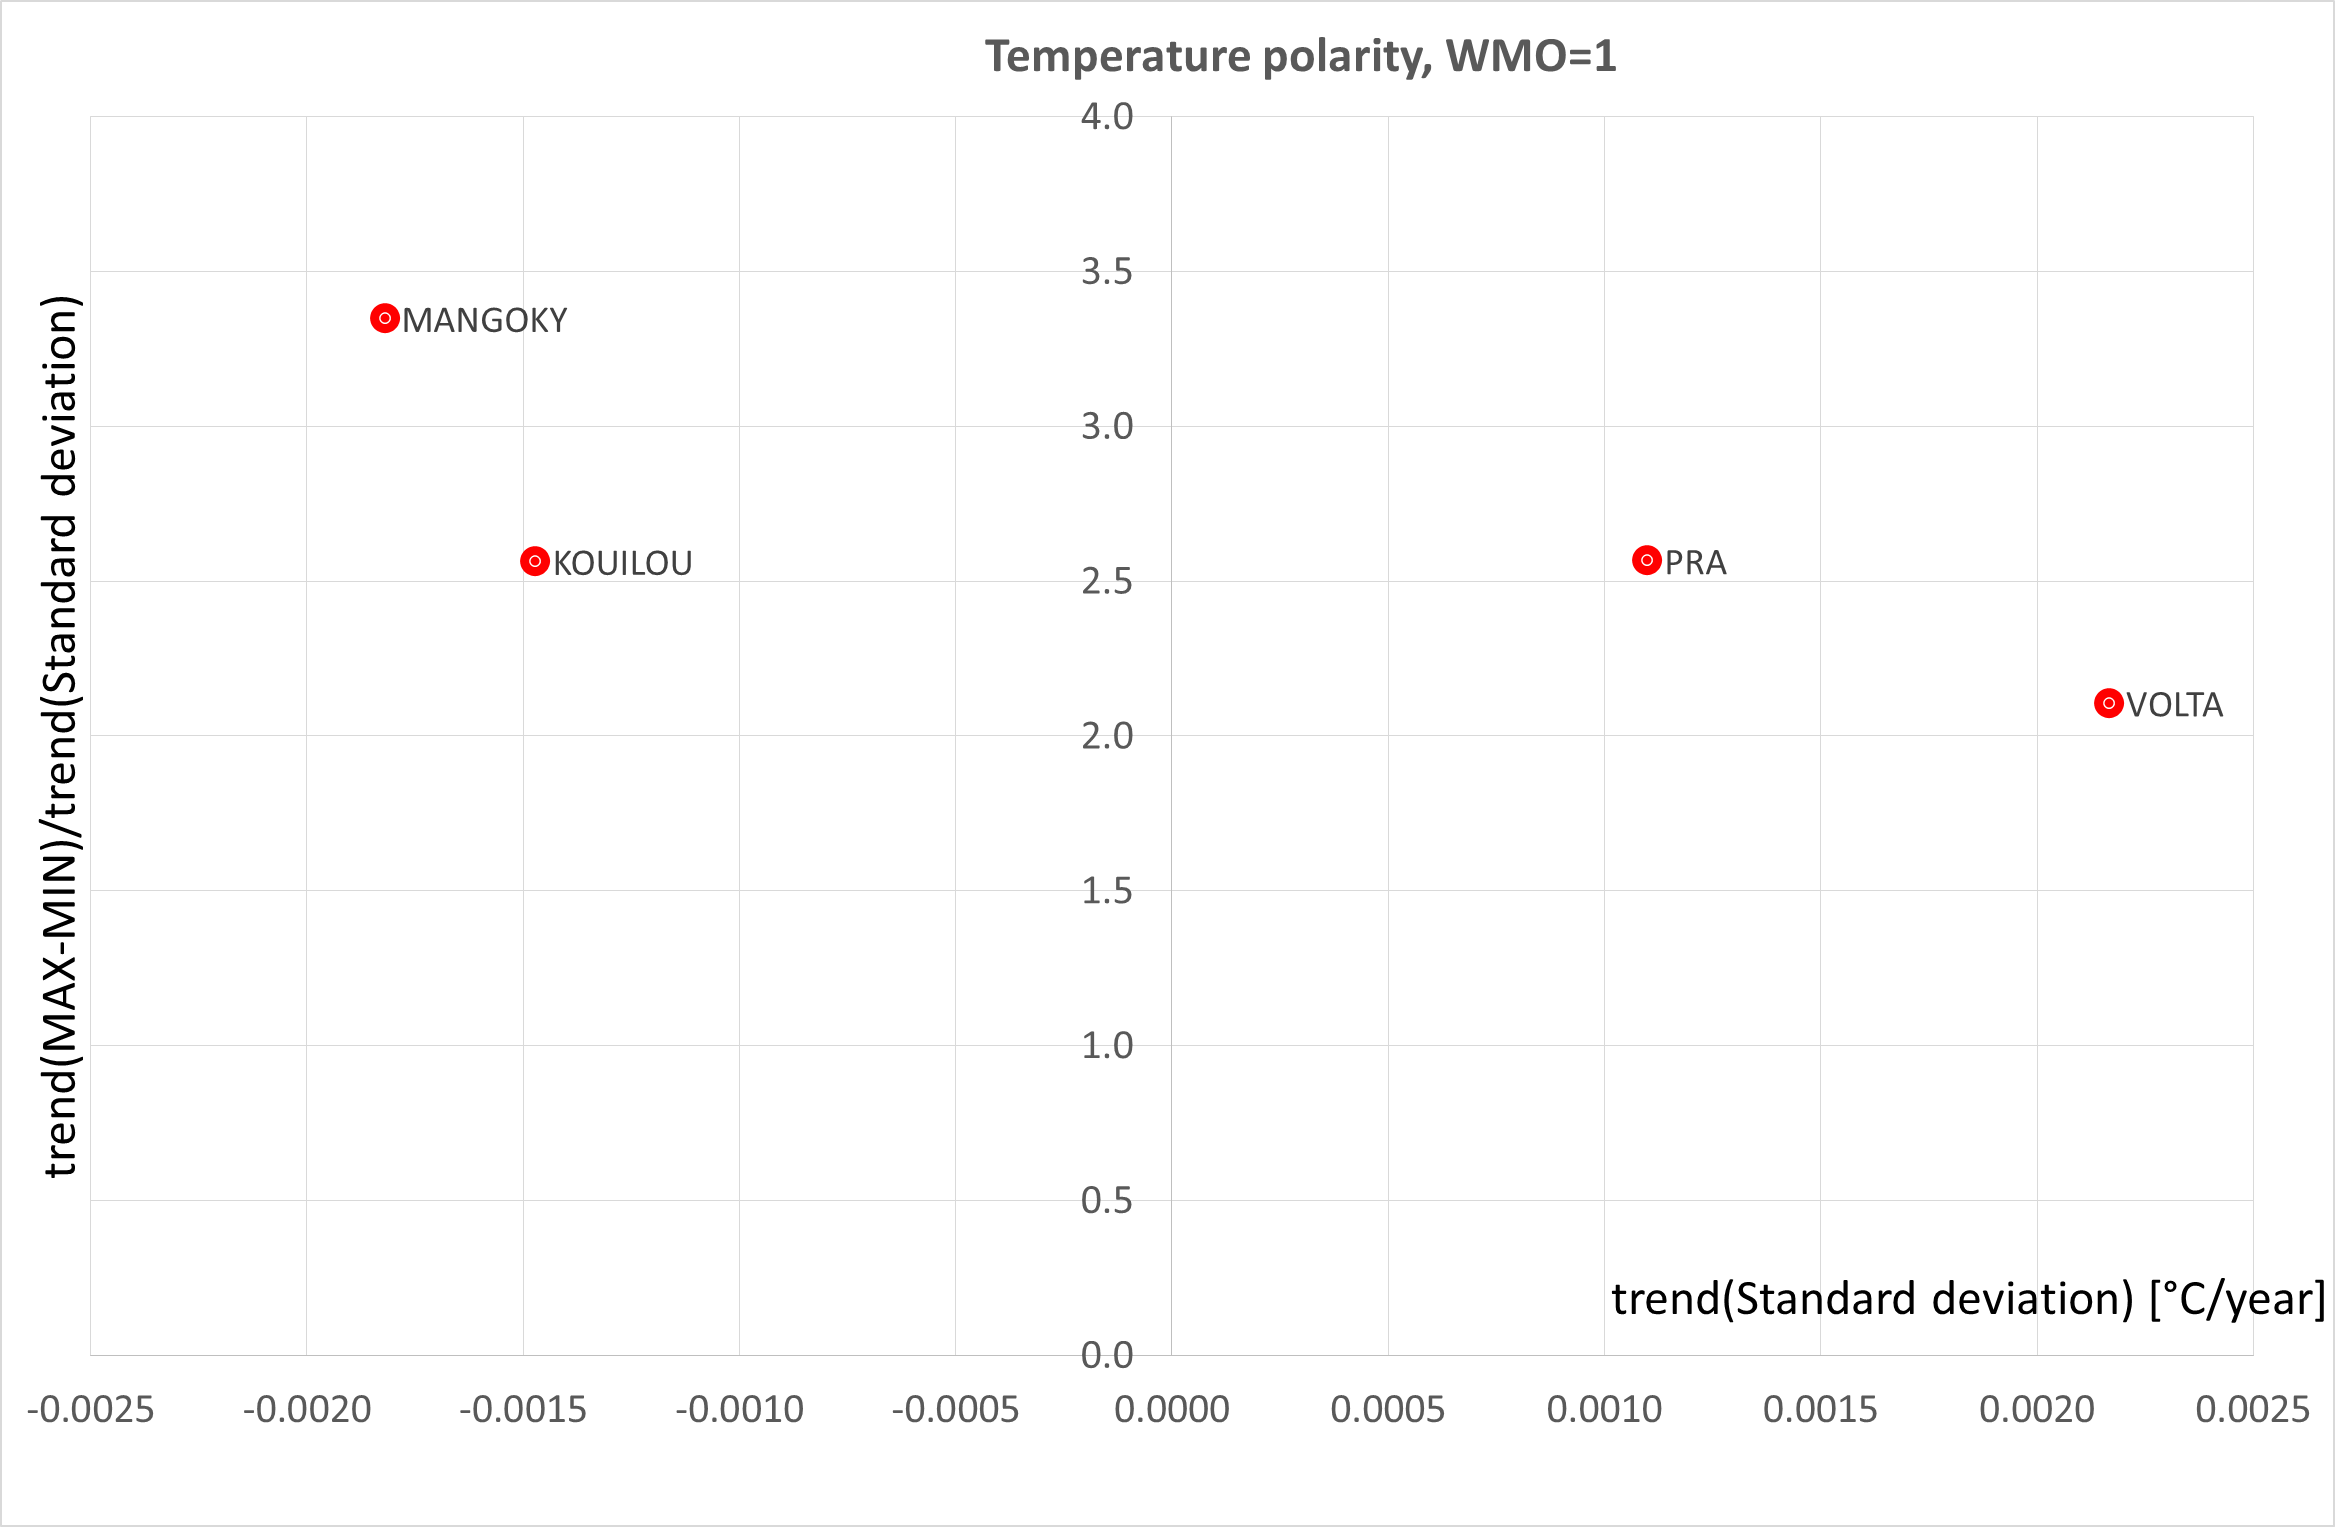 Temperature polarity, WMO=1
4.0
3.5
MANGOKY
3.0
KOUILOU
PRA
2.5
VOLTA
2.0
1.5
1.0
0.5
0.0
trend(MAX-MIN)/trend(Standard deviation)
trend(Standard deviation) [°C/year]
-0.0025 -0.0020 -0.0015 -0.0010 -0.0005 0.0000 0.0005 0.0010 0.0015 0.0020 0.0025